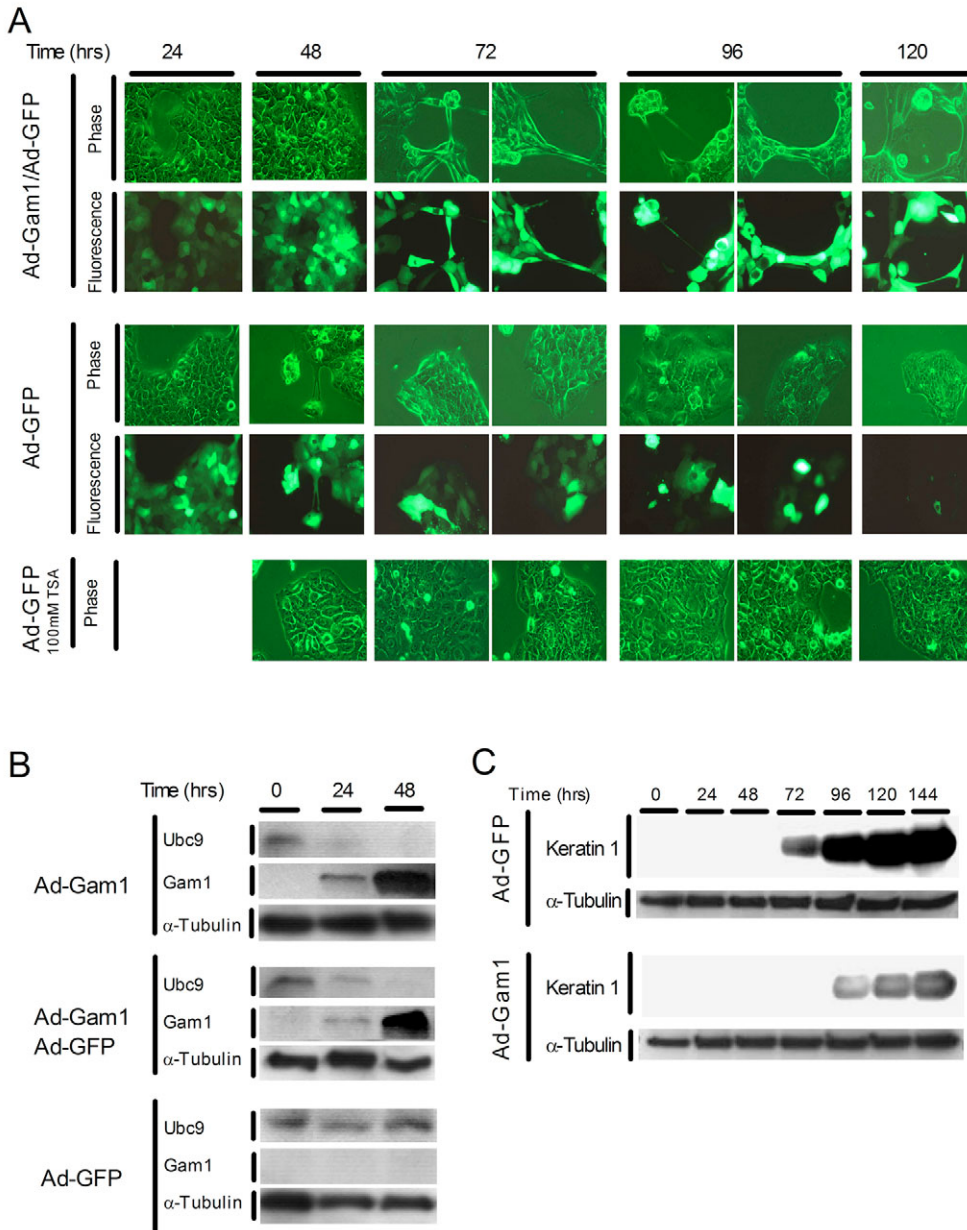 A
Time (hrs) 24 48 72 96 120
Ad-Gam1/Ad-GFP
Phase
Fluorescence
Ad-GFP
Phase
Fluorescence
Ad-GFP
100mM TSA
Phase
B
Time (hrs) 0 24 48
Ad-Gam1
Ubc9
Gam1
α-Tubulin
Ad-Gam1
Ad-GFP
Ubc9
Gam1
α-Tubulin
Ad-GFP
Ubc9
Gam1
α-Tubulin
C
Time (hrs) 0 24 48 72 96 120 144
Ad-GFP
Keratin 1
α-Tubulin
Ad-Gam1
Keratin 1
α-Tubulin